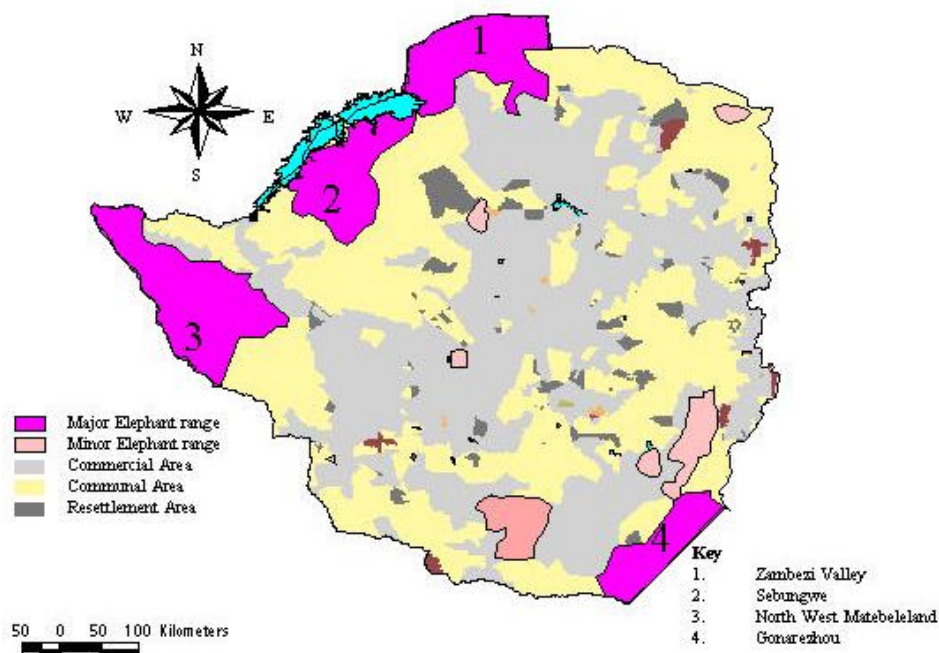 1
N
W E
S
2
3
Major Elephant range
Minor Elephant range
Commercial Area
Communal Area
Resettlement Area
4
Key
1. Zambezi Valley
2. Sebungwe
3. North West Matebeleland
4. Gonarezhou
50 0 50 100 Kilometers